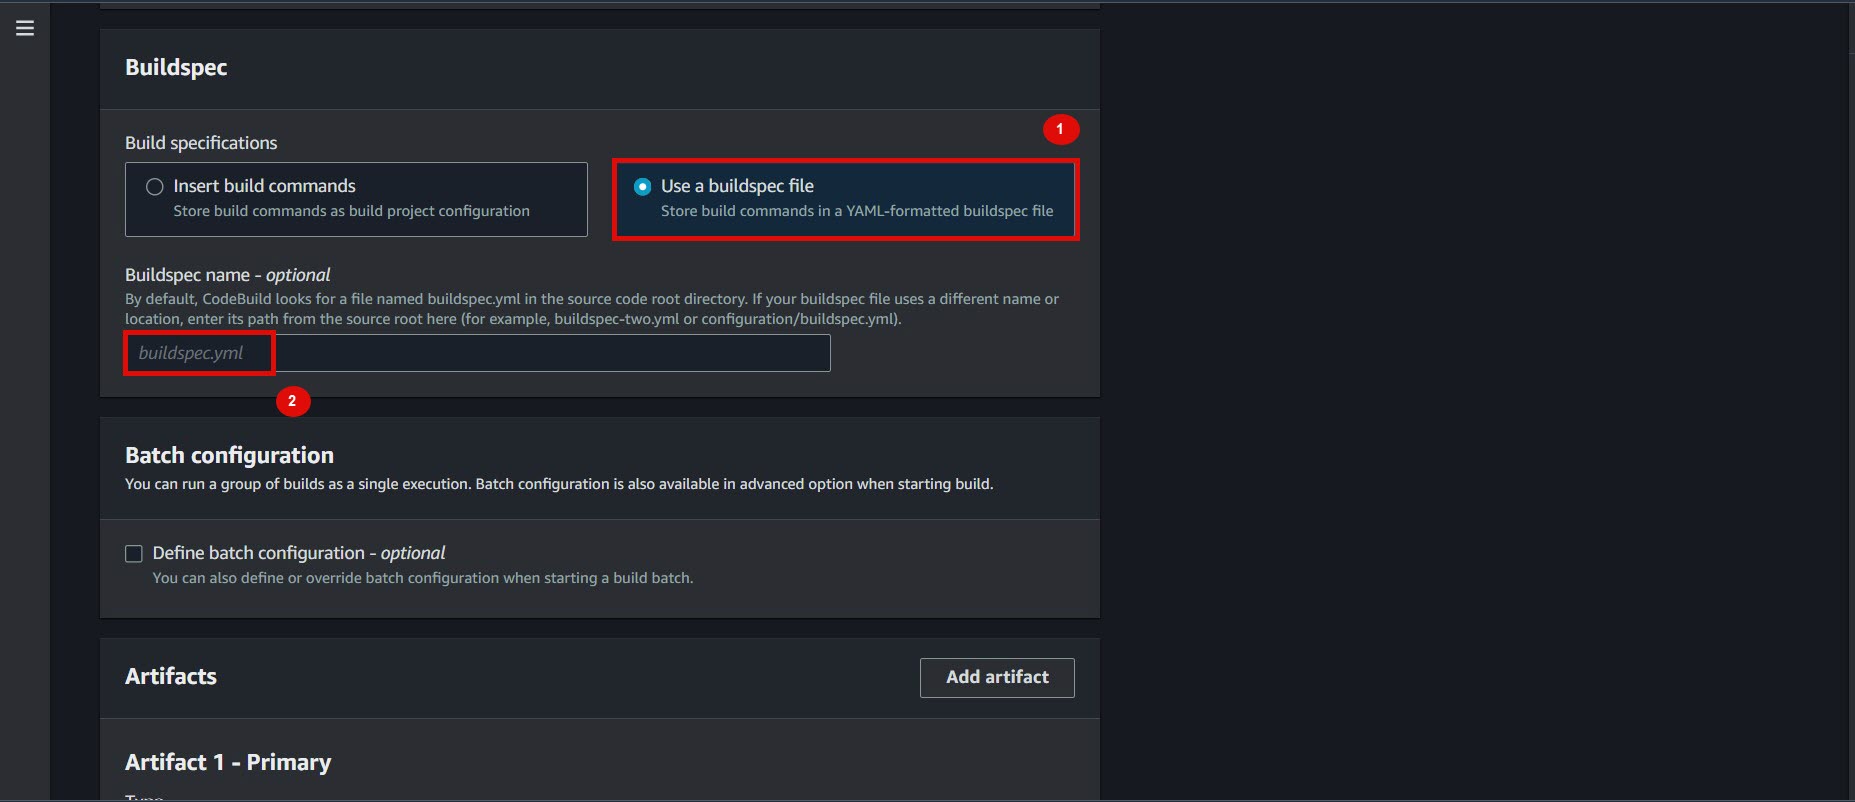 Buildspec
Build specifications
1
Insert build commands
Store build commands as build project configuration
Use a buildspec file
Store build commands in a YAML-formatted buildspec file
Buildspec name - optional
By default, CodeBuild looks for a file named buildspec.yml in the source code root directory. If your buildspec file uses a different name or
location, enter its path from the source root here (for example, buildspec-two.yml or configuration/buildspec.yml).
buildspec.yml
2
Batch configuration
You can run a group of builds as a single execution. Batch configuration is also available in advanced option when starting build.
Define batch configuration - optional
You can also define or override batch configuration when starting a build batch.
Artifacts
Add artifact
Artifact 1 - Primary